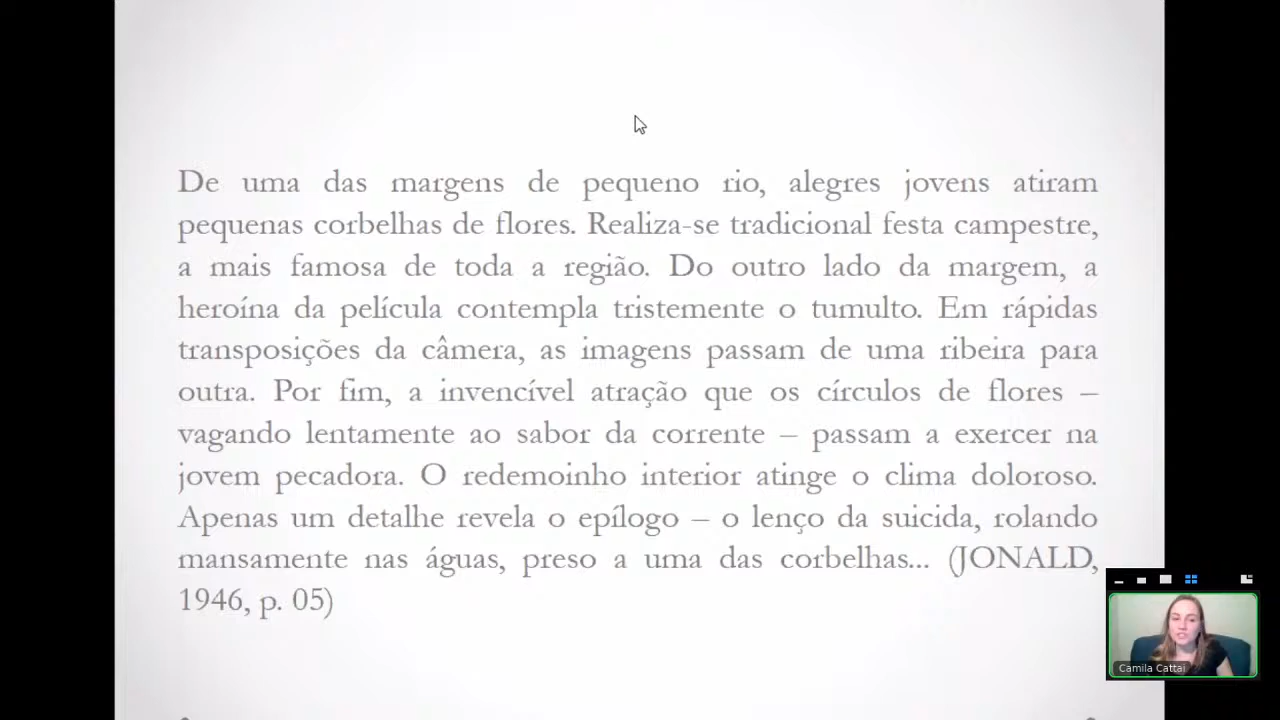 De uma das margens de pequeno rio, alegres jovens atiram
pequenas corbelhas de flores. Realiza-se tradicional festa campestre,
a mais famosa de toda a região. Do outro lado da margem, a
heroína da película contempla tristemente o tumulto. Em rápidas
transposições da câmera, as imagens passam de uma ribeira para
outra. Por fim, a invencível atração que os círculos de flores –
vagando lentamente ao sabor da corrente – passam a exercer na
jovem pecadora. O redemoinho interior atinge o clima doloroso.
Apenas um detalhe revela o epílogo – o lenço da suicida, rolando
mansamente nas águas, preso a uma das corbelhas... (JONALD,
1946, p. 05)
Camila Cattai